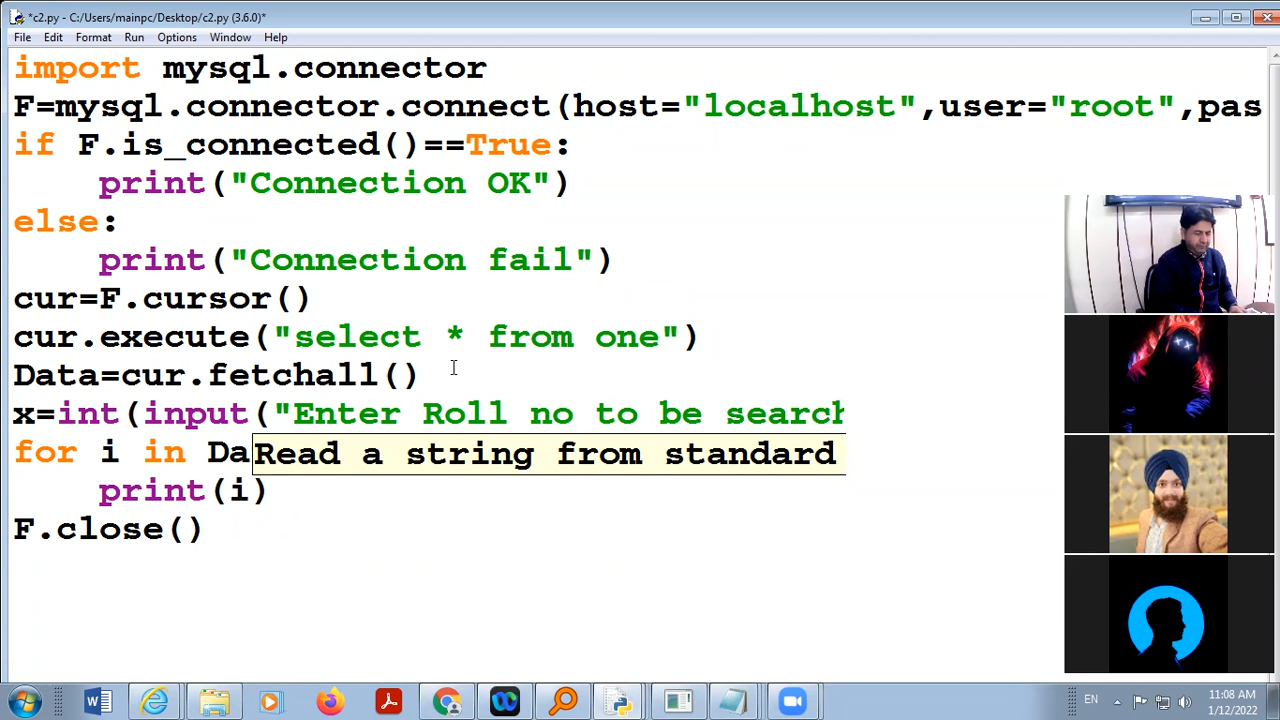 *c2.py - C:/Users/mainpc/Desktop/c2.py (3.6.0)*
File Edit Format Run Options Window Help
import mysql.connector
F=mysql.connector.connect(host="localhost",user="root",pas
if F.is_connected()==True:
    print("Connection OK")
else:
    print("Connection fail")
cur=F.cursor()
cur.execute("select * from one")
Data=cur.fetchall()
x=int(input("Enter Roll no to be search
for i in Da
Read a string from standard
    print(i)
F.close()
EN
11:08 AM
1/12/2022